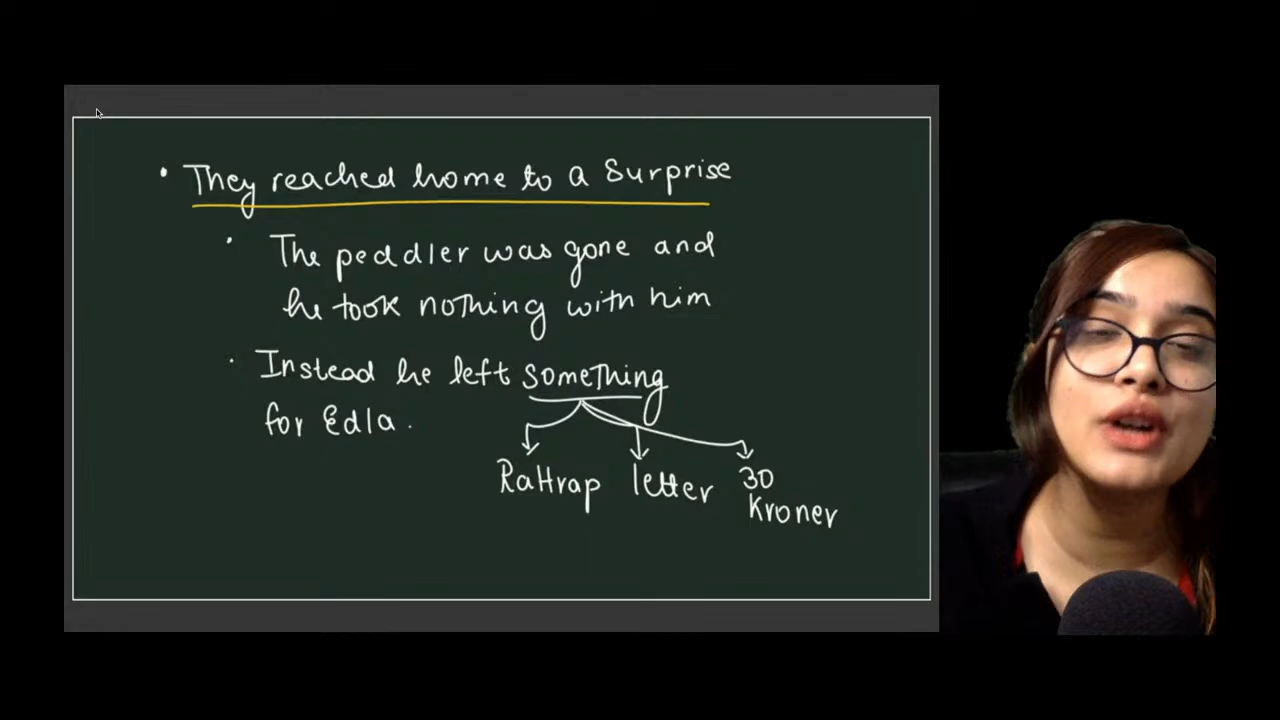 • They reached home to a Surprise
• The peddler was gone and
he took nothing with him
• Instead he left something
for Edla.
Rattrap letter 30
Kroner